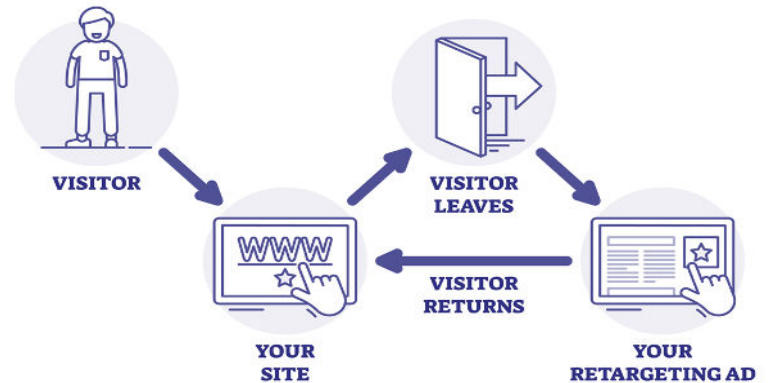 VISITOR
VISITOR
LEAVES
WWW
VISITOR
RETURNS
YOUR
SITE
YOUR
RETARGETING AD